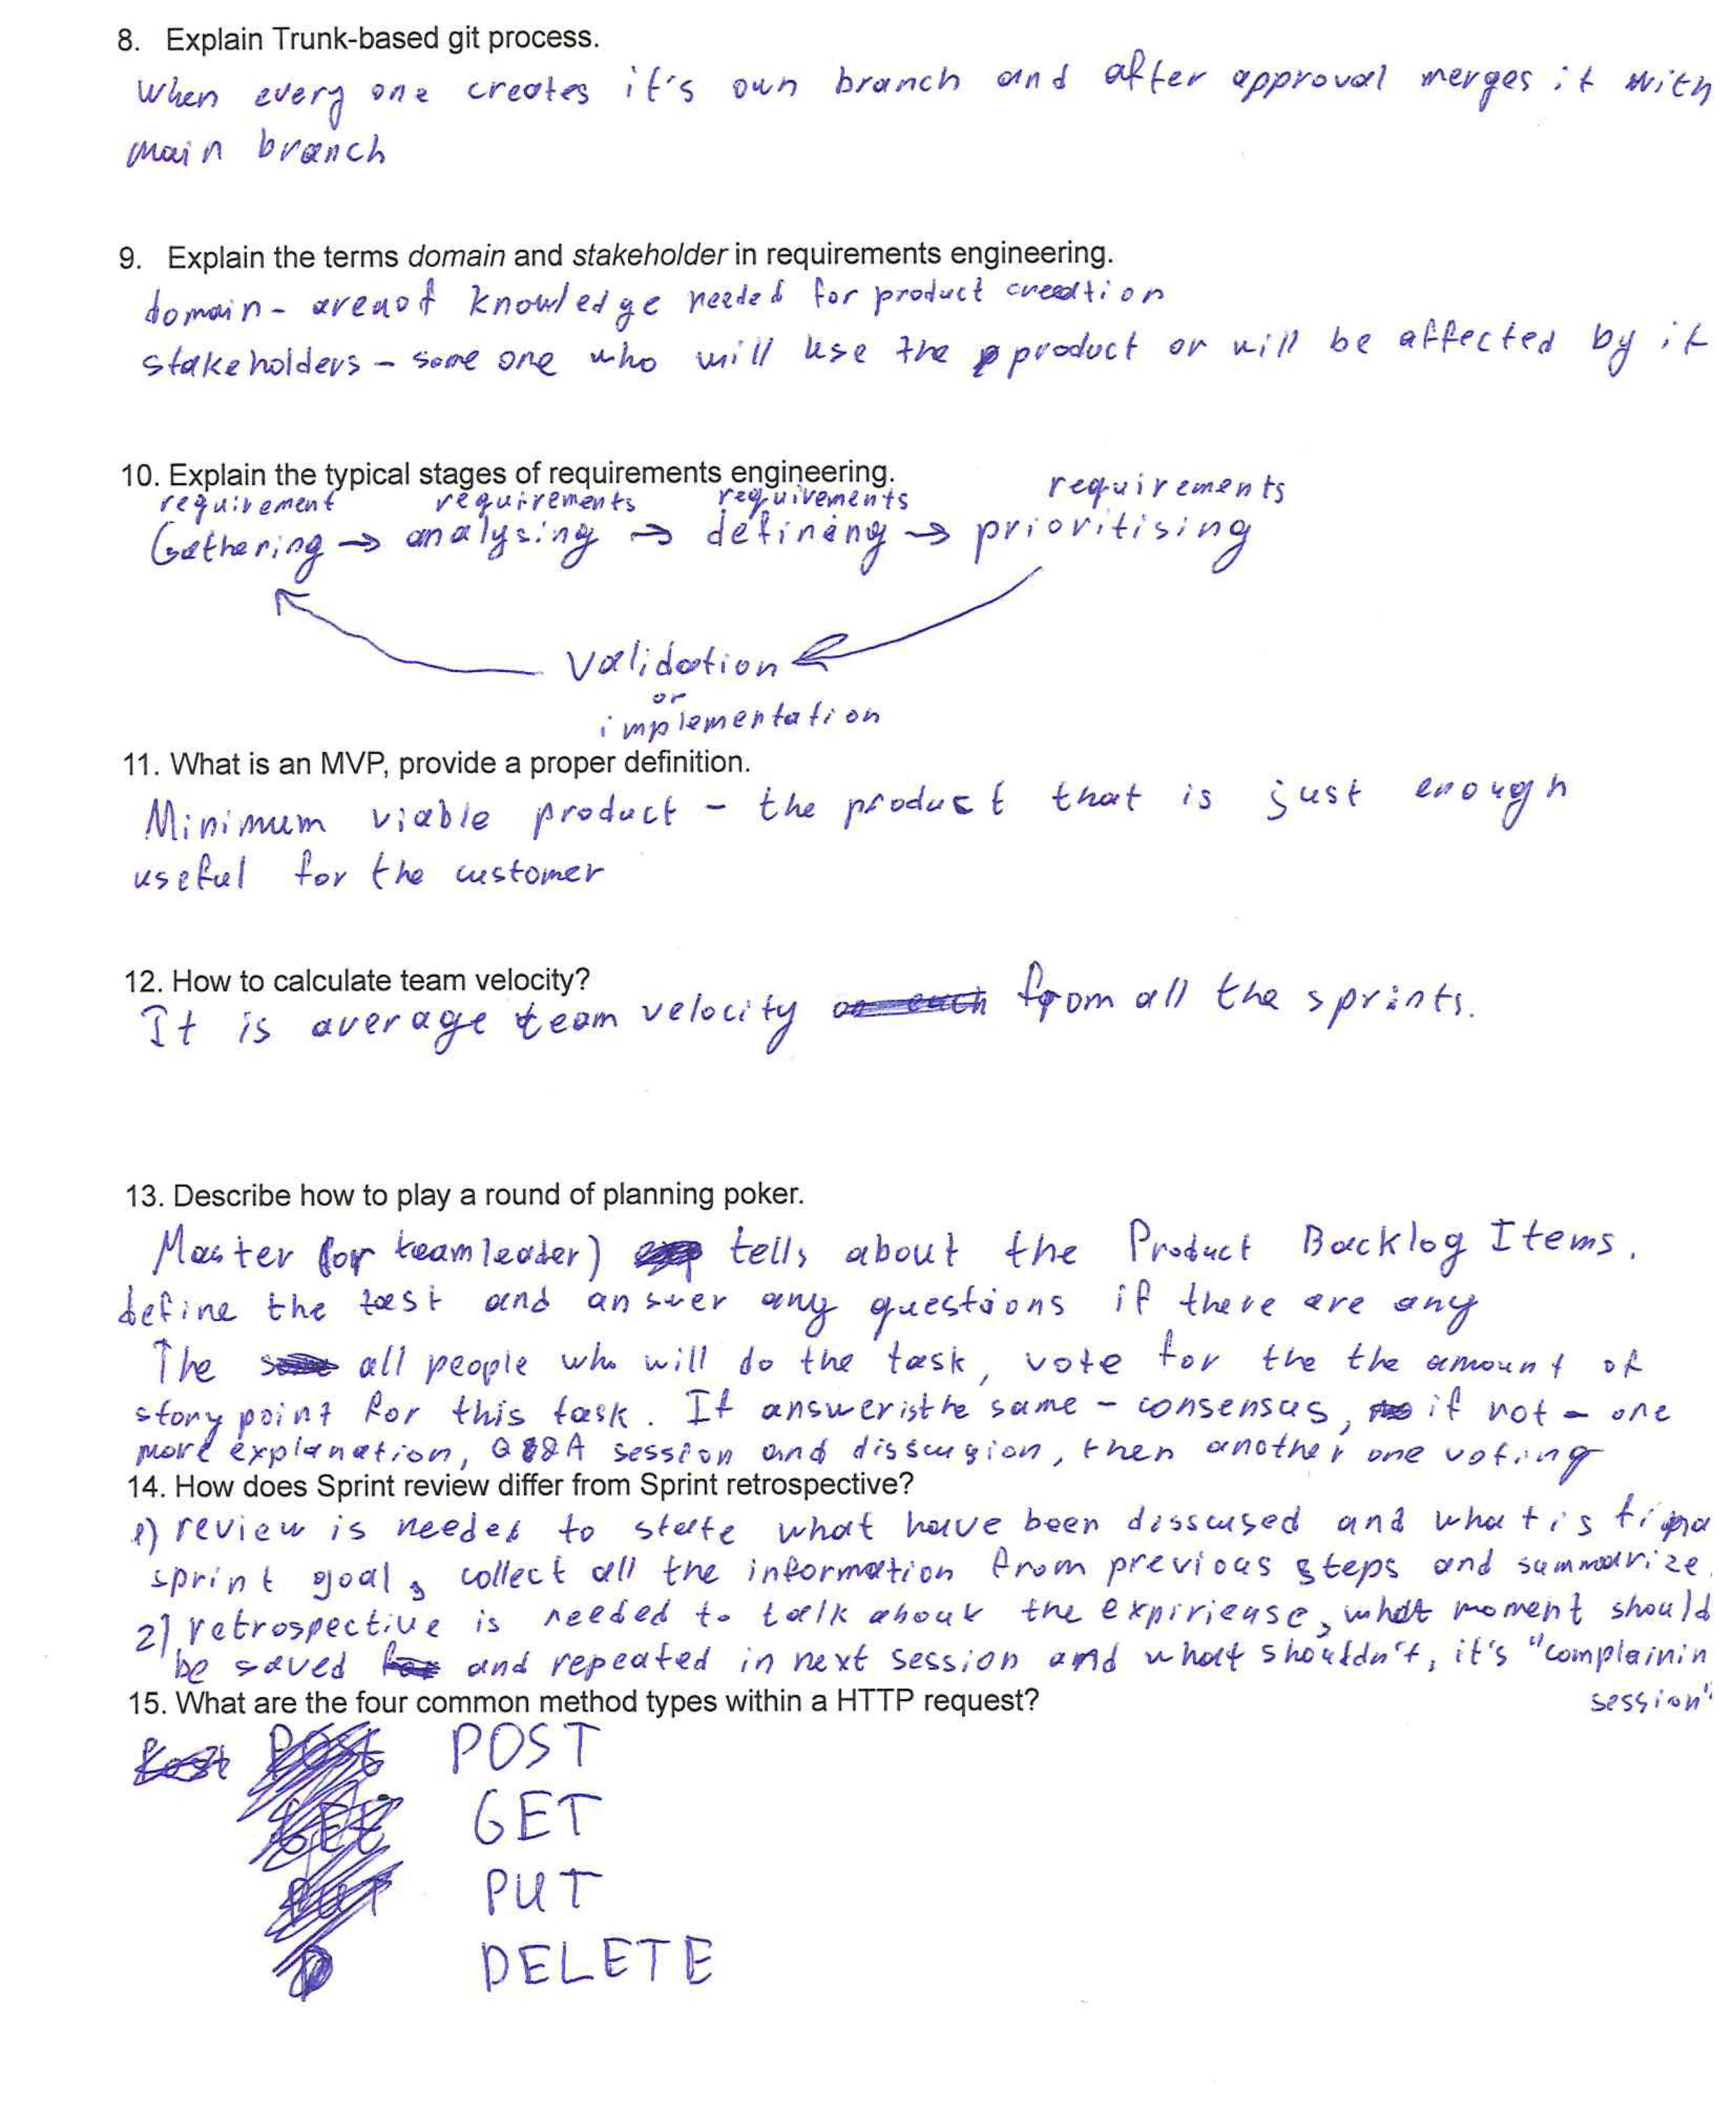 8. Explain Trunk-based git process.
When every one creates it's own branch and after approval merges it with
main branch
9. Explain the terms domain and stakeholder in requirements engineering.
domain - area of knowledge needed for product creation
stakeholders - some one who will use the product or will be affected by it
10. Explain the typical stages of requirements engineering.
requirement requirements requirements requirements
Gathering → analysing → defining → prioritising
Validation
or
implementation
11. What is an MVP, provide a proper definition.
Minimum viable product - the product that is just enough
useful for the customer
12. How to calculate team velocity?
It is average team velocity from all the sprints.
13. Describe how to play a round of planning poker.
Master (or teamleader) tells about the Product Backlog Items.
define the and answer any questions if there are any
The all people who will do the task, vote for the the amount of
story point for this task. If answer is the same - consensus, if not - one
more explanation, Q&A session and disscusion, then another one voting
14. How does Sprint review differ from Sprint retrospective?
1) review is needed to state what have been disscused and what is
sprint goal, collect all the information from previous steps and summarize.
2) retrospective is needed to talk about the expiriense, what moment should
be saved and repeated in next session and what shouldn't, it's "complainin
session"
15. What are the four common method types within a HTTP request?
POST
GET
PUT
DELETE